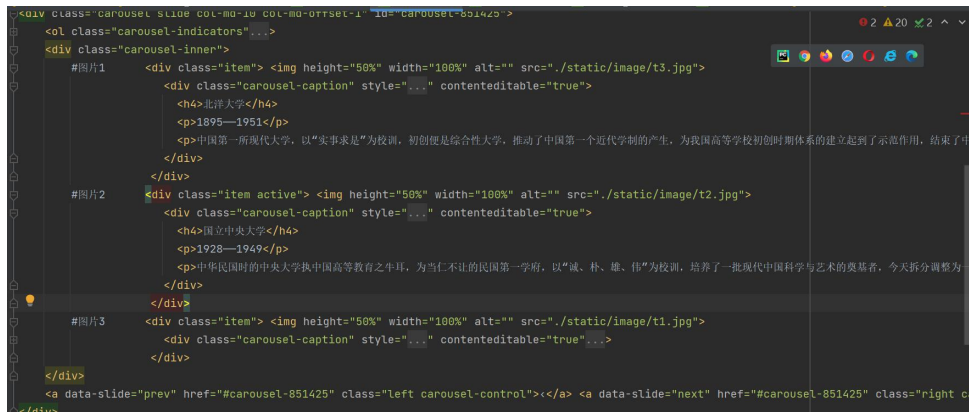 <div class="carousel slide col-md-10 col-md-offset-1" id="carousel-851425">
2 20 2
<ol class="carousel-indicators"...>
<div class="carousel-inner">
#图片1 <div class="item"> <img height="50%" width="100%" alt="" src="./static/image/t3.jpg">
<div class="carousel-caption" style="..." contenteditable="true">
<h4>北洋大学</h4>
<p>1895——1951</p>
<p>中国第一所现代大学，以“实事求是”为校训，初创便是综合性大学，推动了中国第一个近代学制的产生，为我国高等学校初创时期体系的建立起到了示范作用，结束了中
</div>
</div>
#图片2 <div class="item active"> <img height="50%" width="100%" alt="" src="./static/image/t2.jpg">
<div class="carousel-caption" style="..." contenteditable="true">
<h4>国立中央大学</h4>
<p>1928——1949</p>
<p>中华民国时的中央大学执中国高等教育之牛耳，为当仁不让的民国第一学府，以“诚、朴、雄、伟”为校训，培养了一批现代中国科学与艺术的奠基者，今天拆分调整为
</div>
</div>
#图片3 <div class="item"> <img height="50%" width="100%" alt="" src="./static/image/t1.jpg">
<div class="carousel-caption" style="..." contenteditable="true"...>
</div>
</div>
<a data-slide="prev" href="#carousel-851425" class="left carousel-control">‹</a> <a data-slide="next" href="#carousel-851425" class="right c
</div>